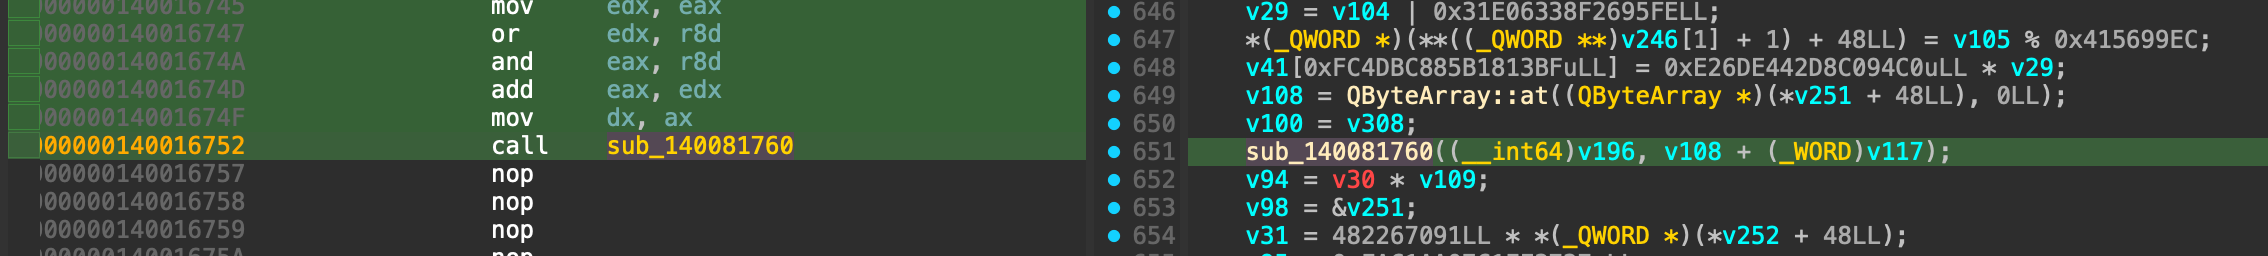 000000140016745 mov edx, eax
000000140016747 or edx, r8d
00000014001674A and eax, r8d
00000014001674D add eax, edx
00000014001674F mov dx, ax
000000140016752 call sub_140081760
000000140016757 nop
000000140016758 nop
000000140016759 nop
646 v29 = v104 | 0x31E06338F2695FELL;
647 *(_QWORD *)(**((_QWORD **)v246[1] + 1) + 48LL) = v105 % 0x415699EC;
648 v41[0xFC4DBC885B1813BFuLL] = 0xE26DE442D8C094C0uLL * v29;
649 v108 = QByteArray::at((QByteArray *)(*v251 + 48LL), 0LL);
650 v100 = v308;
651 sub_140081760((__int64)v196, v108 + (_WORD)v117);
652 v94 = v30 * v109;
653 v98 = &v251;
654 v31 = 482267091LL * *(_QWORD *)(*v252 + 48LL);